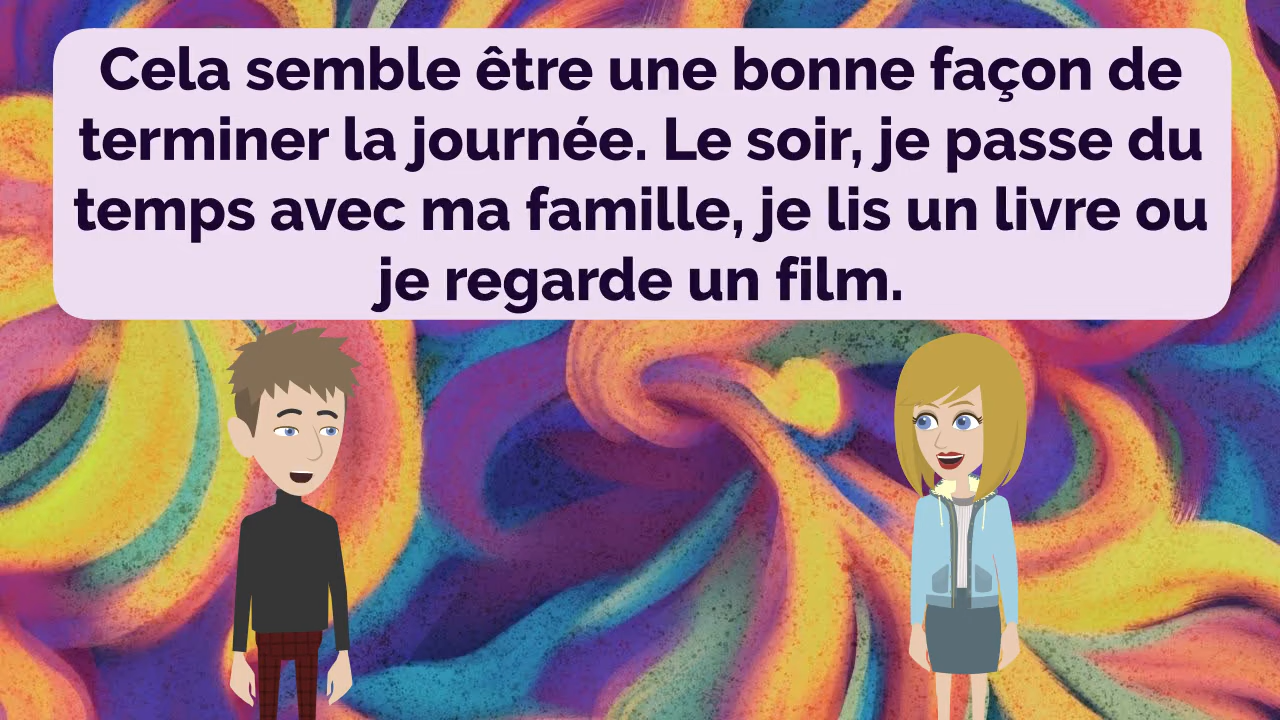 Cela semble être une bonne façon de
terminer la journée. Le soir, je passe du
temps avec ma famille, je lis un livre ou
je regarde un film.